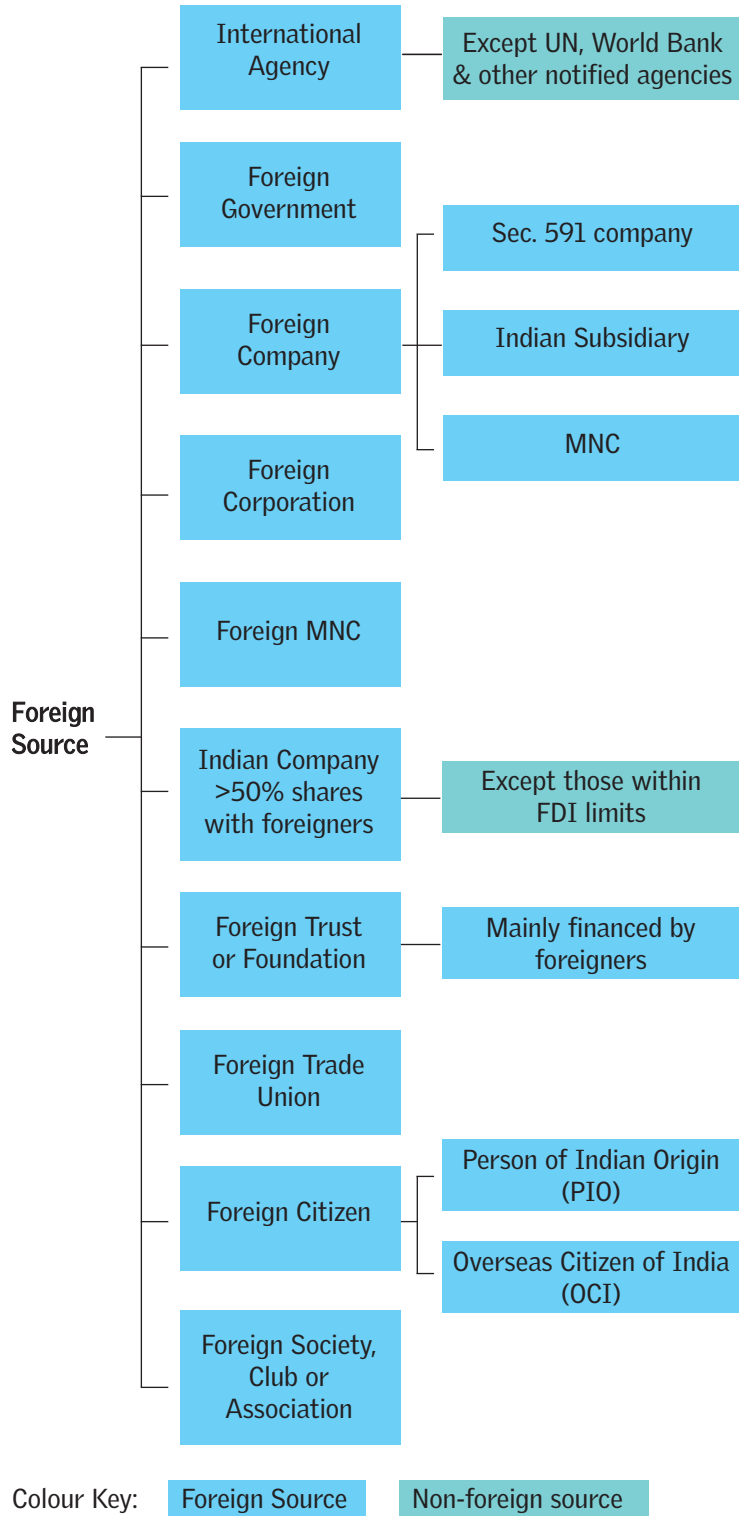 International
Agency
Except UN, World Bank
& other notified agencies
Foreign
Government
Foreign
Company
Sec. 591 company
Indian Subsidiary
MNC
Foreign
Corporation
Foreign MNC
Foreign
Source
Indian Company
>50% shares
with foreigners
Except those within
FDI limits
Foreign Trust
or Foundation
Mainly financed by
foreigners
Foreign Trade
Union
Foreign Citizen
Person of Indian Origin
(PIO)
Overseas Citizen of India
(OCI)
Foreign Society,
Club or
Association
Colour Key: Foreign Source Non-foreign source